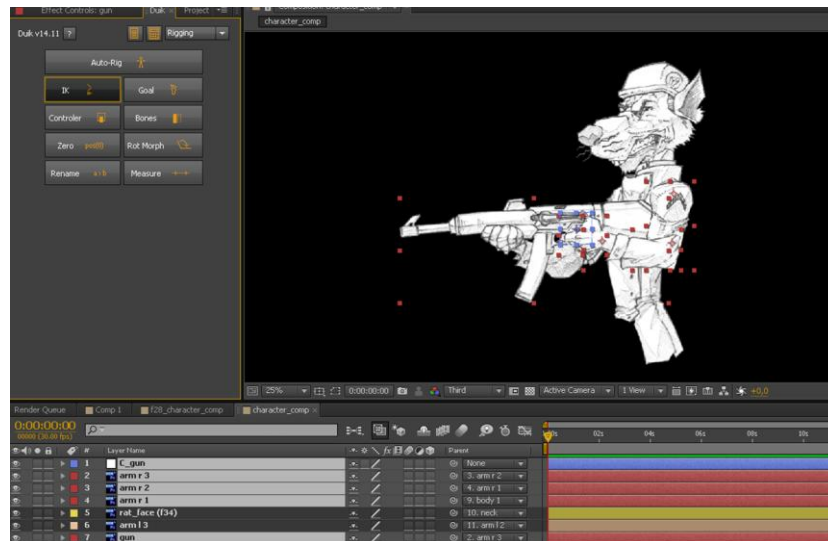 Effect Controls: gun Duik Project
Composition: character_comp
character_comp
Duik v14.11 ? Rigging
Auto-Rig
IK Goal
Controler Bones
Zero Rot Morph
Rename a>b Measure
25% 0:00:00:00 Third Active Camera 1 View +0,0
Render Queue Comp 1 f28_character_comp character_comp ×
0:00:00:00
00000 (30.00 fps)
02s 04s 06s 08s 10s
# Layer Name Parent
1 C_gun None
2 arm r 3 3. arm r 2
3 arm r 2 4. arm r 1
4 arm r 1 9. body 1
5 rat_face (f34) 10. neck
6 arm l 3 11. arm l 2
7 gun 2. arm r 3